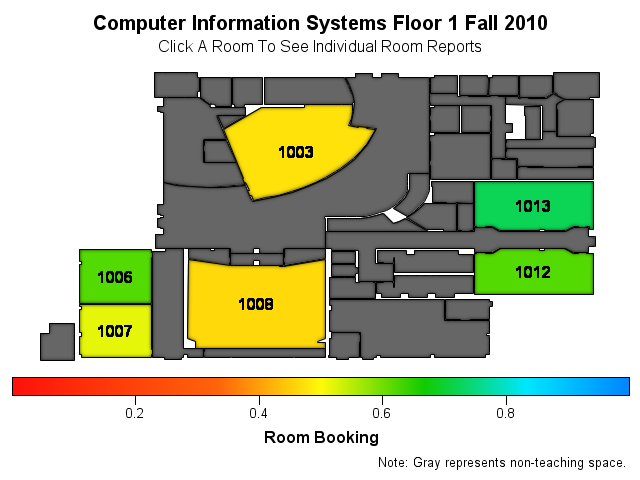 Computer Information Systems Floor 1 Fall 2010
Click A Room To See Individual Room Reports
1003
1013
1006
1012
1008
1007
0.2 0.4 0.6 0.8
Room Booking
Note: Gray represents non-teaching space.